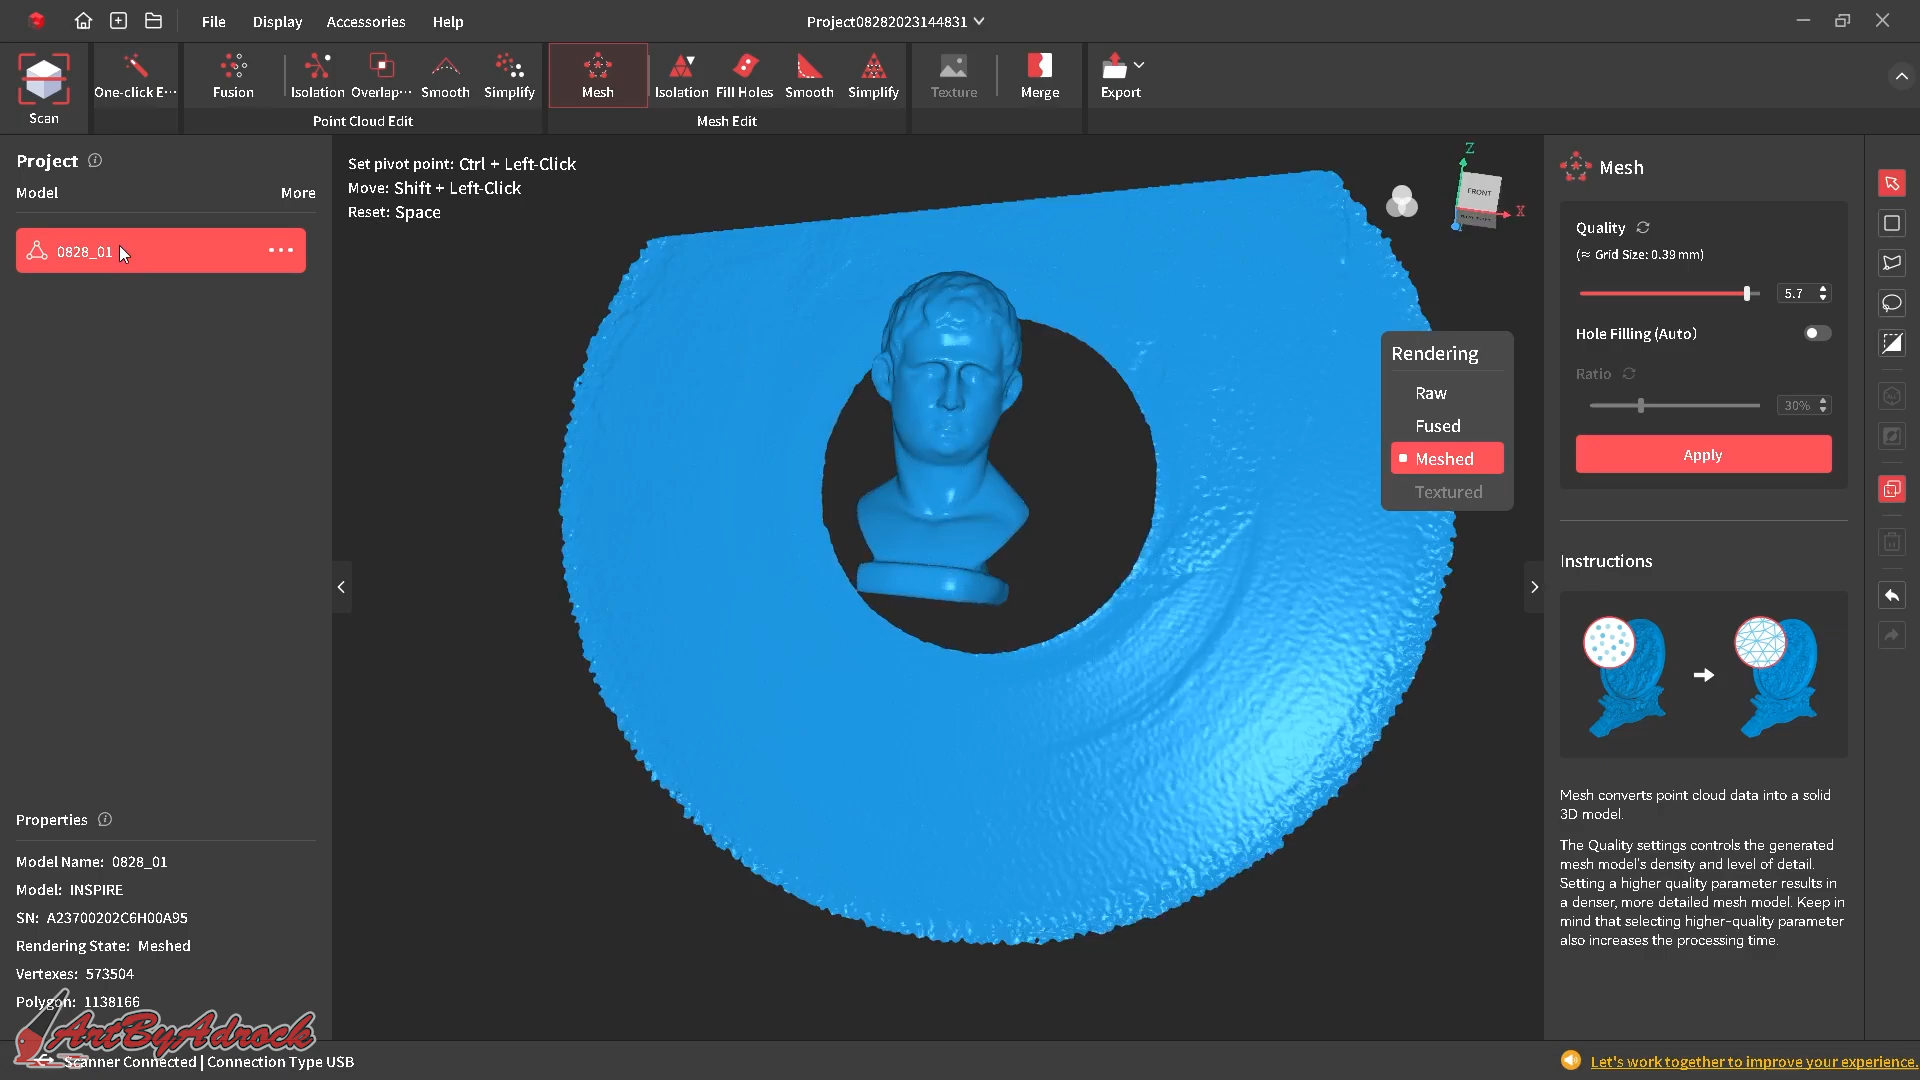 File Display Accessories Help
Project08282023144831
Scan
One-click E···
Fusion
Isolation
Overlap···
Smooth
Simplify
Point Cloud Edit
Mesh
Isolation
Fill Holes
Smooth
Simplify
Mesh Edit
Texture
Merge
Export
Project
Model More
0828_01
Set pivot point: Ctrl + Left-Click
Move: Shift + Left-Click
Reset: Space
Z
FRONT
X
Rendering
Raw
Fused
Meshed
Textured
Mesh
Quality
(≈ Grid Size: 0.39 mm)
5.7
Hole Filling (Auto)
Ratio
30%
Apply
Instructions
Mesh converts point cloud data into a solid
3D model.
The Quality settings controls the generated
mesh model's density and level of detail.
Setting a higher quality parameter results in
a denser, more detailed mesh model. Keep in
mind that selecting higher-quality parameter
also increases the processing time.
Properties
Model Name: 0828_01
Model: INSPIRE
SN: A23700202C6H00A95
Rendering State: Meshed
Vertexes: 573504
Polygon: 1138166
ArtByAdrock
Scanner Connected | Connection Type USB
Let's work together to improve your experience.